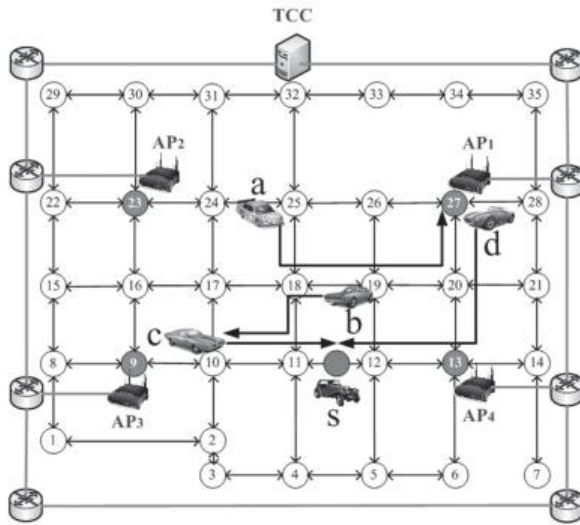 TCC
29 30 31 32 33 34 35
AP2 AP1
a
22 23 24 25 26 27 28
d
15 16 17 18 19 20 21
c b
8 9 10 11 12 13 14
AP3 S AP4
1 2
3 4 5 6 7